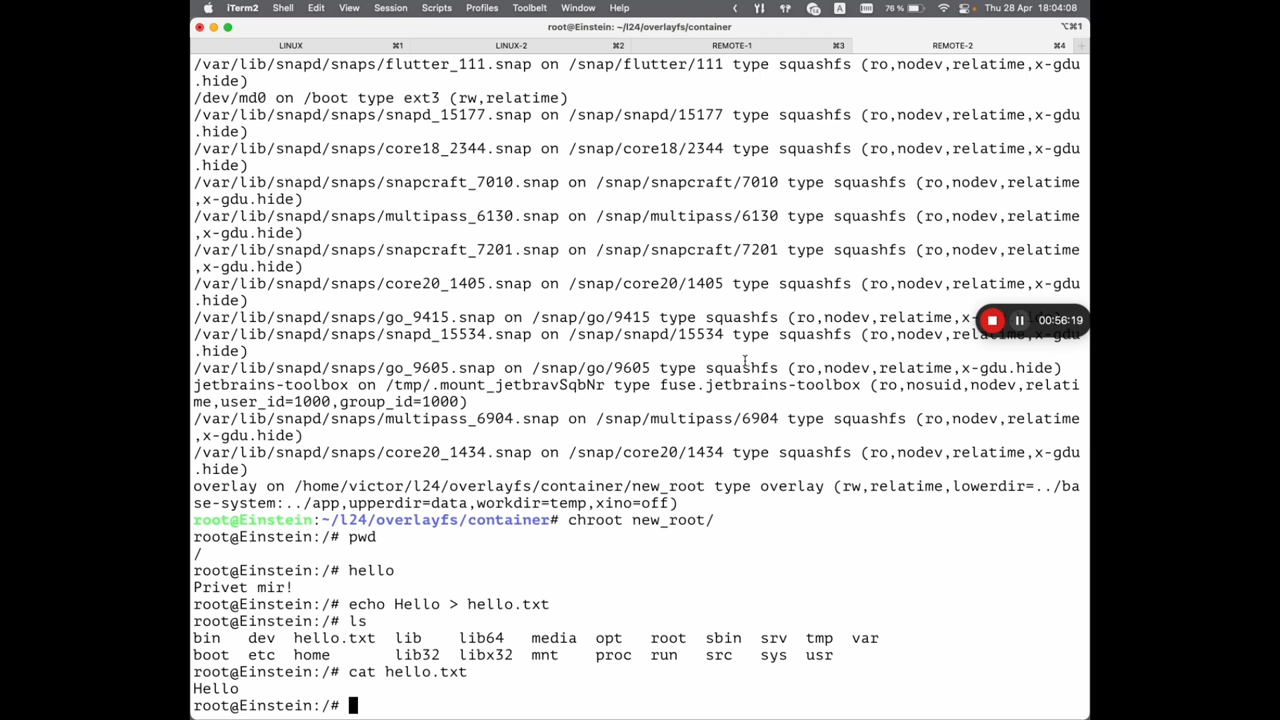 iTerm2 Shell Edit View Session Scripts Profiles Toolbelt Window Help A 76 % Thu 28 Apr 18:04:08
root@Einstein: ~/l24/overlayfs/container ⌥⌘1
LINUX ⌘1 LINUX-2 ⌘2 REMOTE-1 ⌘3 REMOTE-2 ⌘4
/var/lib/snapd/snaps/flutter_111.snap on /snap/flutter/111 type squashfs (ro,nodev,relatime,x-gdu
.hide)
/dev/md0 on /boot type ext3 (rw,relatime)
/var/lib/snapd/snaps/snapd_15177.snap on /snap/snapd/15177 type squashfs (ro,nodev,relatime,x-gdu
.hide)
/var/lib/snapd/snaps/core18_2344.snap on /snap/core18/2344 type squashfs (ro,nodev,relatime,x-gdu
.hide)
/var/lib/snapd/snaps/snapcraft_7010.snap on /snap/snapcraft/7010 type squashfs (ro,nodev,relatime
,x-gdu.hide)
/var/lib/snapd/snaps/multipass_6130.snap on /snap/multipass/6130 type squashfs (ro,nodev,relatime
,x-gdu.hide)
/var/lib/snapd/snaps/snapcraft_7201.snap on /snap/snapcraft/7201 type squashfs (ro,nodev,relatime
,x-gdu.hide)
/var/lib/snapd/snaps/core20_1405.snap on /snap/core20/1405 type squashfs (ro,nodev,relatime,x-gdu
.hide)
/var/lib/snapd/snaps/go_9415.snap on /snap/go/9415 type squashfs (ro,nodev,relatime,x-
00:56:19
/var/lib/snapd/snaps/snapd_15534.snap on /snap/snapd/15534 type squashfs (ro,nodev,relatime,x-gdu
.hide)
/var/lib/snapd/snaps/go_9605.snap on /snap/go/9605 type squashfs (ro,nodev,relatime,x-gdu.hide)
jetbrains-toolbox on /tmp/.mount_jetbravSqbNr type fuse.jetbrains-toolbox (ro,nosuid,nodev,relati
me,user_id=1000,group_id=1000)
/var/lib/snapd/snaps/multipass_6904.snap on /snap/multipass/6904 type squashfs (ro,nodev,relatime
,x-gdu.hide)
/var/lib/snapd/snaps/core20_1434.snap on /snap/core20/1434 type squashfs (ro,nodev,relatime,x-gdu
.hide)
overlay on /home/victor/l24/overlayfs/container/new_root type overlay (rw,relatime,lowerdir=../ba
se-system:../app,upperdir=data,workdir=temp,xino=off)
root@Einstein:~/l24/overlayfs/container# chroot new_root/
root@Einstein:/# pwd
/
root@Einstein:/# hello
Privet mir!
root@Einstein:/# echo Hello > hello.txt
root@Einstein:/# ls
bin dev hello.txt lib lib64 media opt root sbin srv tmp var
boot etc home lib32 libx32 mnt proc run src sys usr
root@Einstein:/# cat hello.txt
Hello
root@Einstein:/#